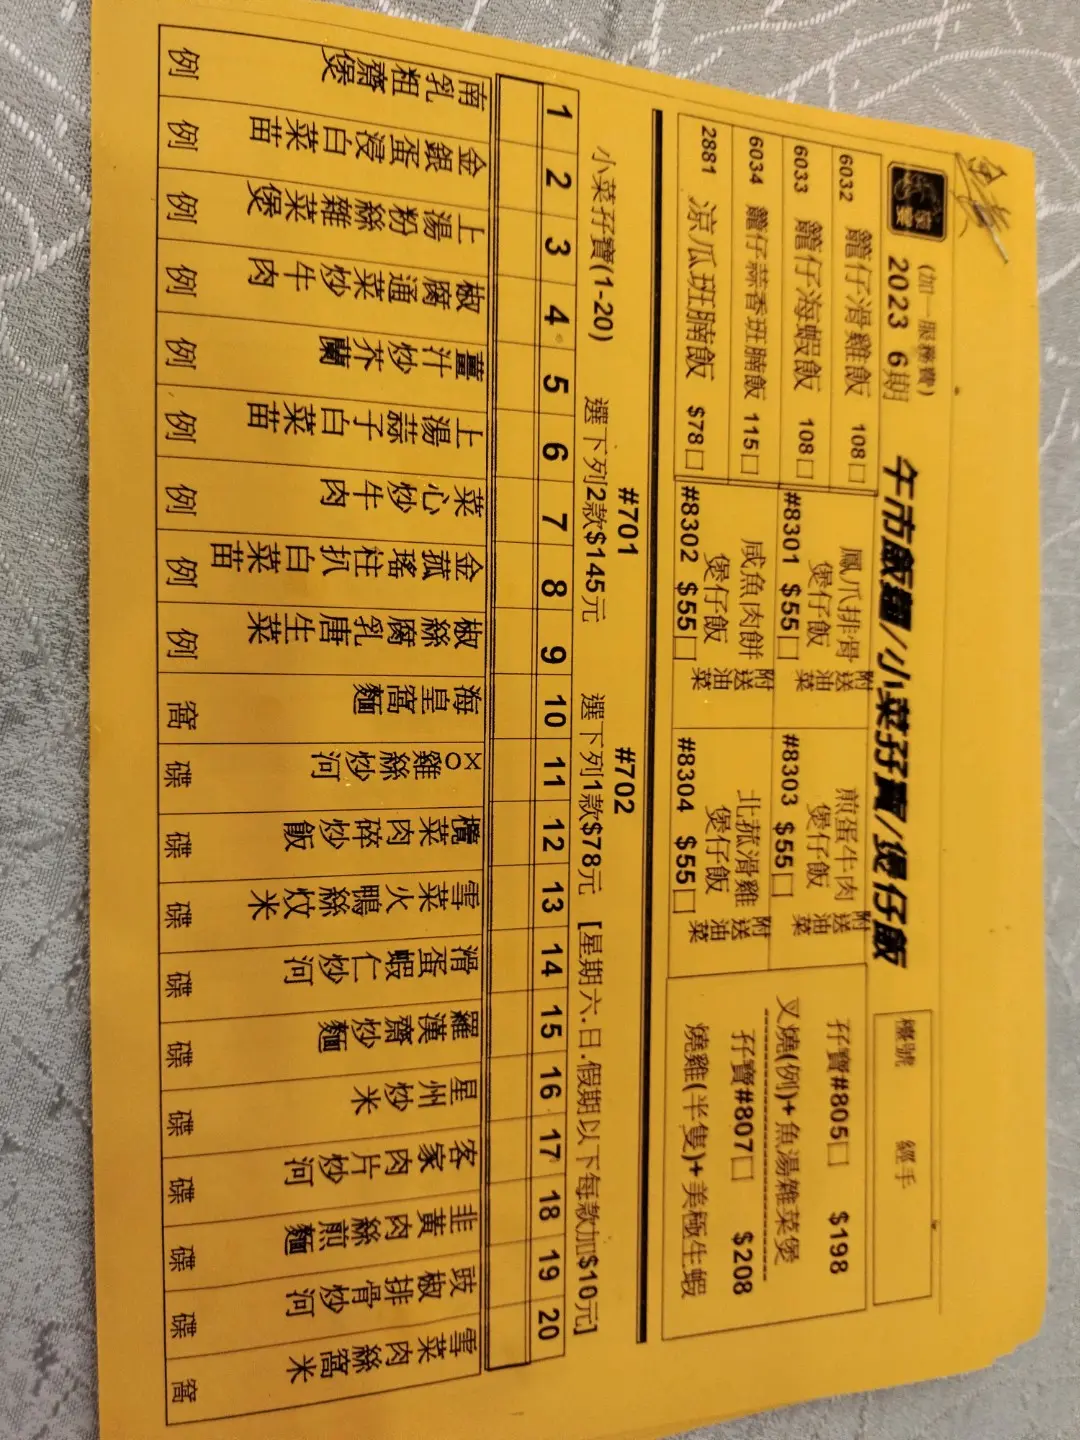 (加一服務費)
2023 6期
午市飯麵/小菜孖寶/煲仔飯
檯號 經手
6032 籠仔滑雞飯 108□
6033 籠仔海蝦飯 108□
6034 籠仔蒜香班腩飯 115□
2881 涼瓜班腩飯 $78□
鳳爪排骨
煲仔飯
#8301 $55□
附送油菜
咸魚肉餅
煲仔飯
#8302 $55□
附送油菜
煎蛋牛肉
煲仔飯
#8303 $55□
附送油菜
北菰滑雞
煲仔飯
#8304 $55□
附送油菜
孖寶#805□ $198
叉燒(例)+魚湯雜菜煲
孖寶#807□ $208
燒雞(半隻)+美極生蝦
#701 #702
小菜孖寶(1-20) 選下列2款$145元 選下列1款$78元 [星期六.日.假期以下每款加$10元]
1 南乳粗齋煲 例
2 金銀蛋浸白菜苗 例
3 上湯粉絲雜菜煲 例
4 椒腐通菜炒牛肉 例
5 薑汁炒芥蘭 例
6 上湯蒜子白菜苗 例
7 菜心炒牛肉 例
8 金菰瑤柱扒白菜苗 例
9 椒絲腐乳唐生菜 例
10 海皇窩麵 窩
11 XO雞絲炒河 碟
12 欖菜肉碎炒飯 碟
13 雪菜火鴨絲炆米 碟
14 滑蛋蝦仁炒河 碟
15 羅漢齋炒麵 碟
16 星州炒米 碟
17 客家肉片炒河 碟
18 韭黃肉絲煎麵 碟
19 豉椒排骨炒河 碟
20 雪菜肉絲窩米 窩